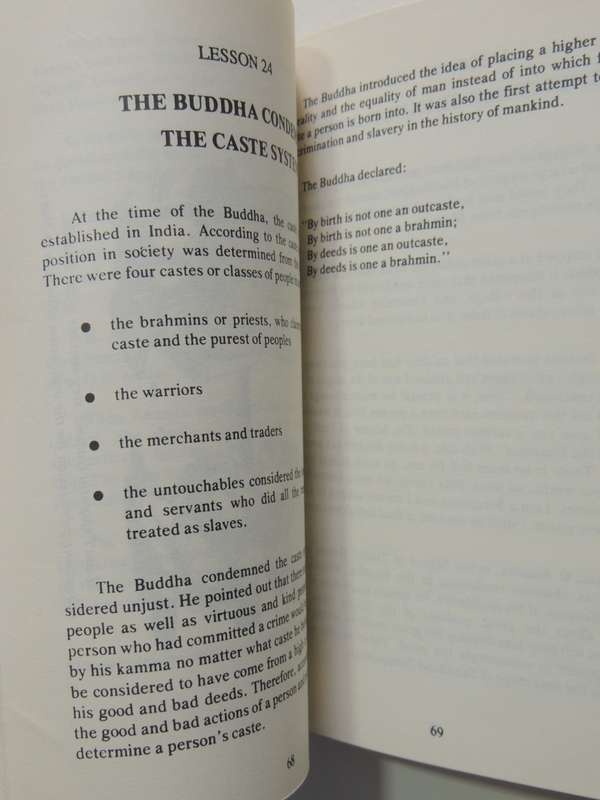 LESSON 24
THE BUDDHA
THE CASTE
At the time of the Buddha, the
established in India. According to the
position in society was determined from
There were four castes or classes of people
● the brahmins or priests, who
caste and the purest of peoples
● the warriors
● the merchants and traders
● the untouchables considered the
and servants who did all the
treated as slaves.
The Buddha condemned the
sidered unjust. He pointed out that
people as well as virtuous and kind
person who had committed a crime
by his kamma no matter what caste he
be considered to have come from a
his good and bad deeds. Therefore,
the good and bad actions of a person
determine a person's caste.
68
The Buddha introduced the idea of placing a higher
and the equality of man instead of into which
a person is born into. It was also the first attempt to
and slavery in the history of mankind.
The Buddha declared:
"By birth is not one an outcaste,
By birth is not one a brahmin;
By deeds is one an outcaste,
By deeds is one a brahmin."
69